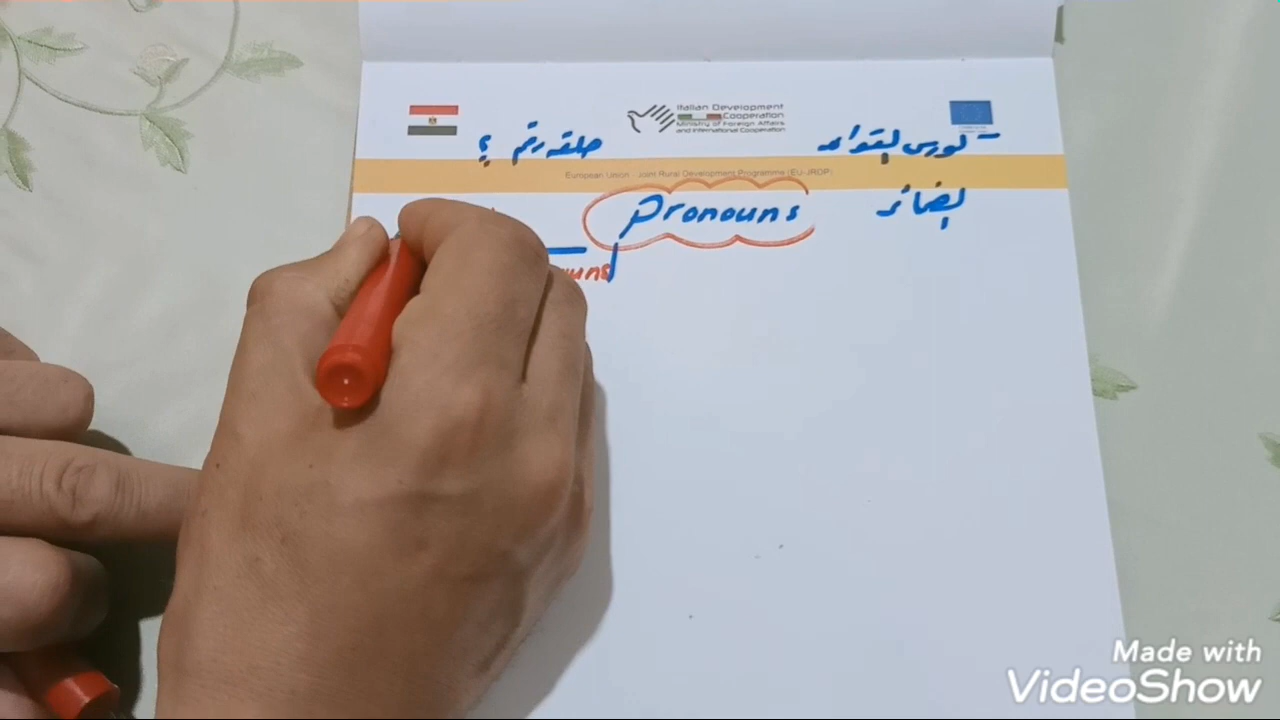 Italian Development
Cooperation
Ministry of Foreign Affairs
and International Cooperation
- كورس القواعد
حلقه رقم ؟
European Union - Joint Rural Development Programme (EU-JRDP)
الضمائر
pronouns
Made with
VideoShow